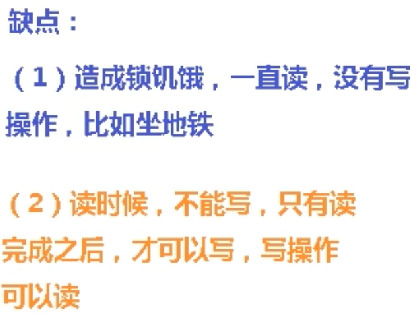 缺点：
（1）造成锁饥饿，一直读，没有写
操作，比如坐地铁
（2）读时候，不能写，只有读
完成之后，才可以写，写操作
可以读